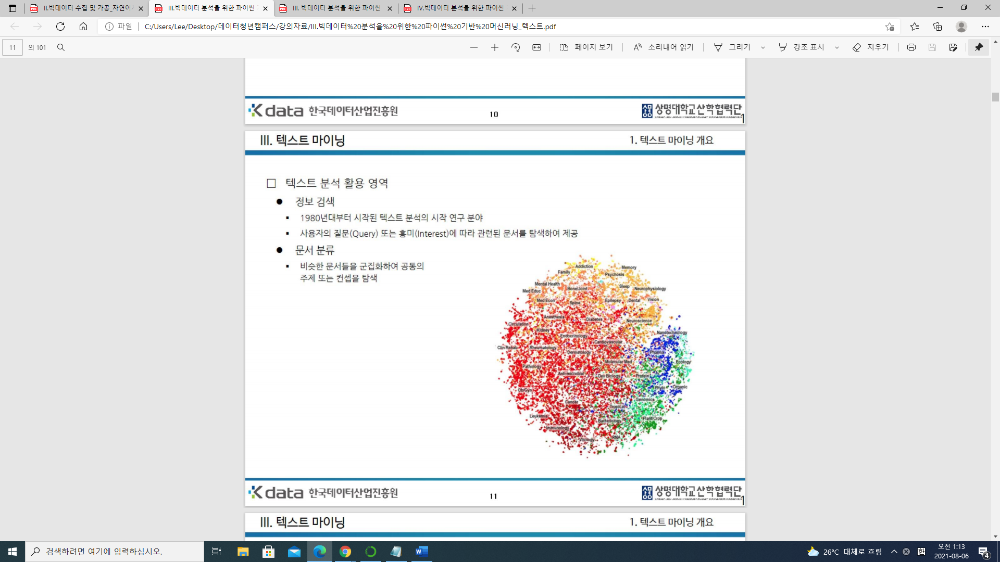 II.빅데이터 수집 및 가공_자연어
III.빅데이터 분석을 위한 파이썬
III. 빅데이터 분석을 위한 파이썬
IV.빅데이터 분석을 위한 파이썬
파일
C:/Users/Lee/Desktop/데이터청년캠퍼스/강의자료/III.빅데이터%20분석을%20위한%20파이썬%20기반%20머신러닝_텍스트.pdf
11 의 101
페이지 보기
소리내어 읽기
그리기
강조 표시
지우기
Kdata 한국데이터산업진흥원
10
상명대학교산학협력단
1
III. 텍스트 마이닝
1. 텍스트 마이닝 개요
□ 텍스트 분석 활용 영역
● 정보 검색
▪ 1980년대부터 시작된 텍스트 분석의 시작 연구 분야
▪ 사용자의 질문(Query) 또는 흥미(Interest)에 따라 관련된 문서를 탐색하여 제공
● 문서 분류
▪ 비슷한 문서들을 군집화하여 공통의
주제 또는 컨셉을 탐색
Addiction
Memory
Family
Psychosis
Mental Health
Bone/Joint
Sleep
Neurophysiology
Med Educ
Med Econ
Spine
Epilepsy
Dental
Vision
Anesthesia
Diabetes
Neuroscience
Circulation
Kidney
Nanotechnology
Endocrinology
Cardiovascular
Clin Rehab
Rheumatology
Dermatology
Pharma
Molecular Med
Ecology
Pathology
Anti-microbial
Dev Biology
Protein
Phyto
Organic
Ob/Gyn
Cancer
Genomics
Tropical
Leukemia
Bacteriology
Plant/Crop
Immunology
Virology
RNA
Kdata 한국데이터산업진흥원
11
상명대학교산학협력단
1
III. 텍스트 마이닝
1. 텍스트 마이닝 개요
검색하려면 여기에 입력하십시오.
26°C 대체로 흐림
한
오전 1:13
2021-08-06
4